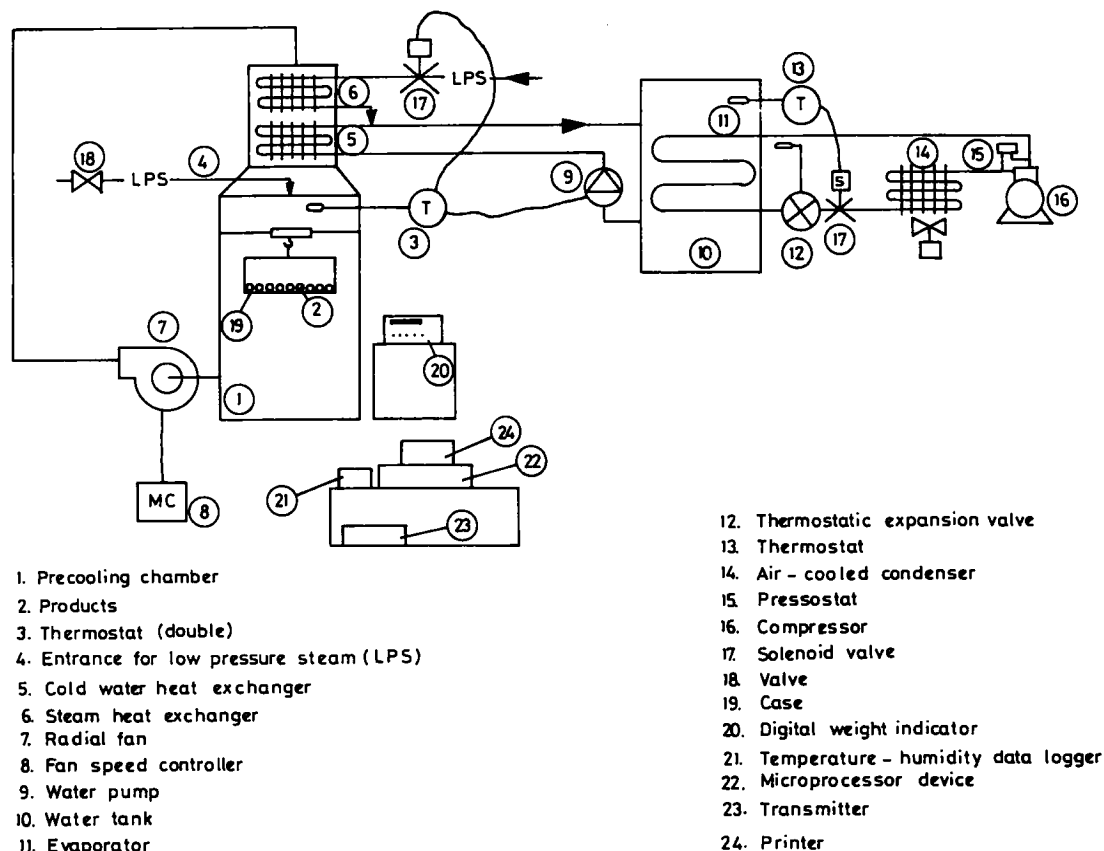 13
6
LPS
17
11
T
18
LPS
4
5
15
14
9
S
16
T
3
12
17
10
19
2
7
20
1
24
22
21
MC
8
23
1. Precooling chamber
2. Products
3. Thermostat (double)
4. Entrance for low pressure steam (LPS)
5. Cold water heat exchanger
6. Steam heat exchanger
7. Radial fan
8. Fan speed controller
9. Water pump
10. Water tank
11. Evaporator
12. Thermostatic expansion valve
13. Thermostat
14. Air - cooled condenser
15. Pressostat
16. Compressor
17. Solenoid valve
18. Valve
19. Case
20. Digital weight indicator
21. Temperature - humidity data logger
22. Microprocessor device
23. Transmitter
24. Printer